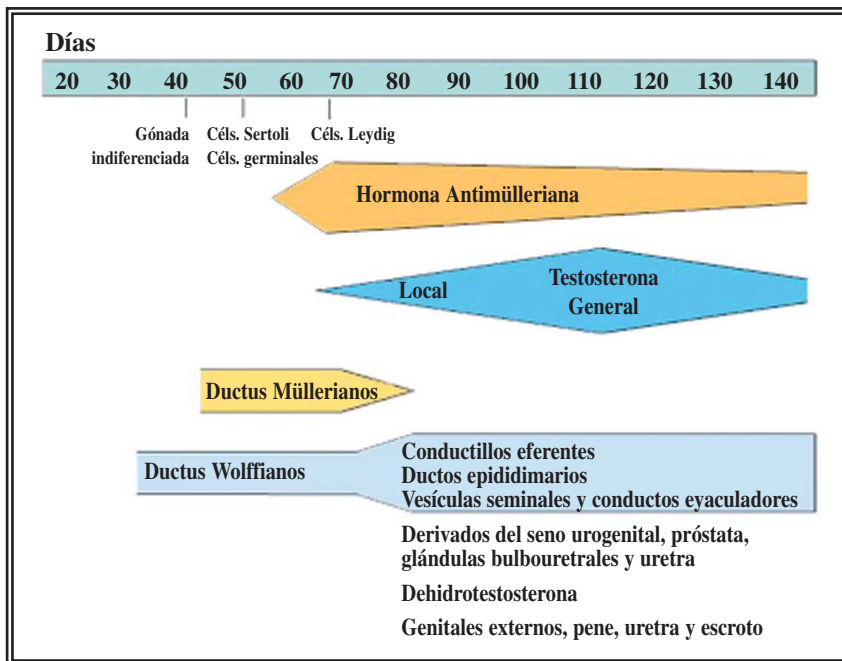 Días
20 30 40 50 60 70 80 90 100 110 120 130 140
Gónada Céls. Sertoli Céls. Leydig
indiferenciada Céls. germinales
Hormona Antimülleriana
Local Testosterona
General
Ductus Müllerianos
Ductus Wolffianos
Conductillos eferentes
Ductos epididimarios
Vesículas seminales y conductos eyaculadores
Derivados del seno urogenital, próstata,
glándulas bulbouretrales y uretra
Dehidrotestosterona
Genitales externos, pene, uretra y escroto